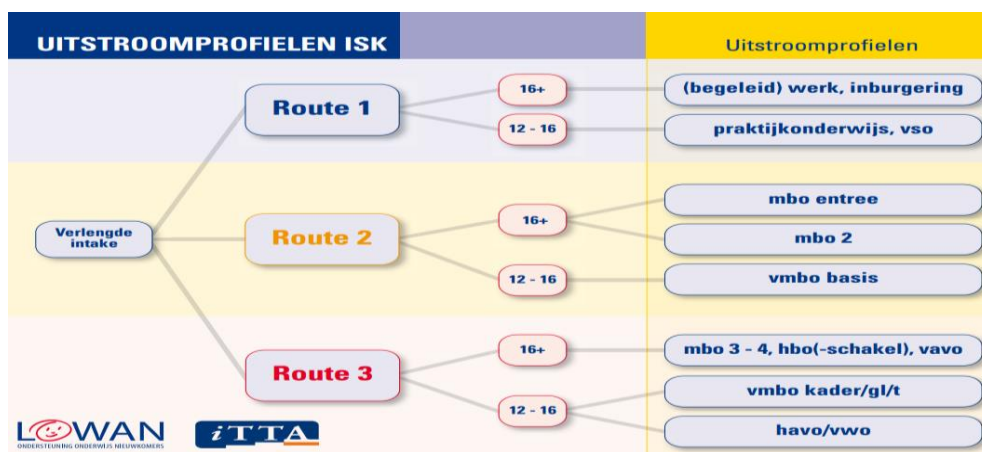 UITSTROOMPROFIELEN ISK
Uitstroomprofielen
Route 1
16+
(begeleid) werk, inburgering
12 - 16
praktijkonderwijs, vso
Verlengde
intake
Route 2
16+
mbo entree
mbo 2
12 - 16
vmbo basis
Route 3
16+
mbo 3 - 4, hbo(-schakel), vavo
12 - 16
vmbo kader/gl/t
havo/vwo
LOWAN
ONDERSTEUNING ONDERWIJS NIEUWKOMERS
iTTA